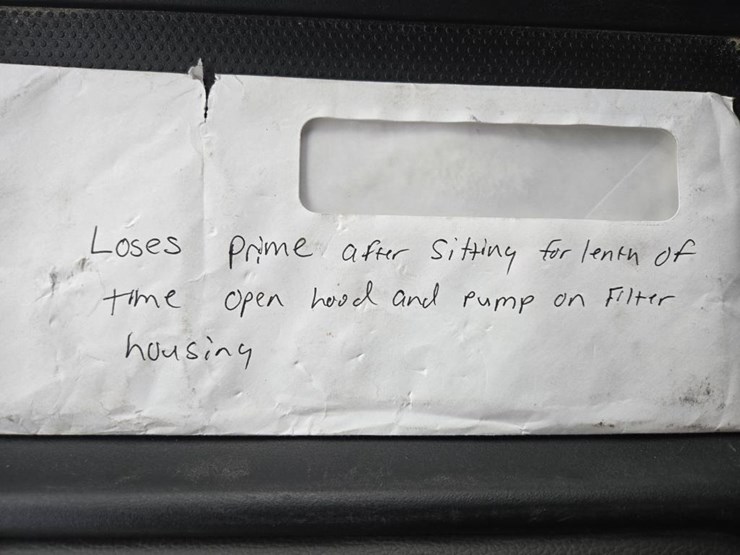 Loses prime after sitting for lenth of
time open hood and pump on Filter
housing